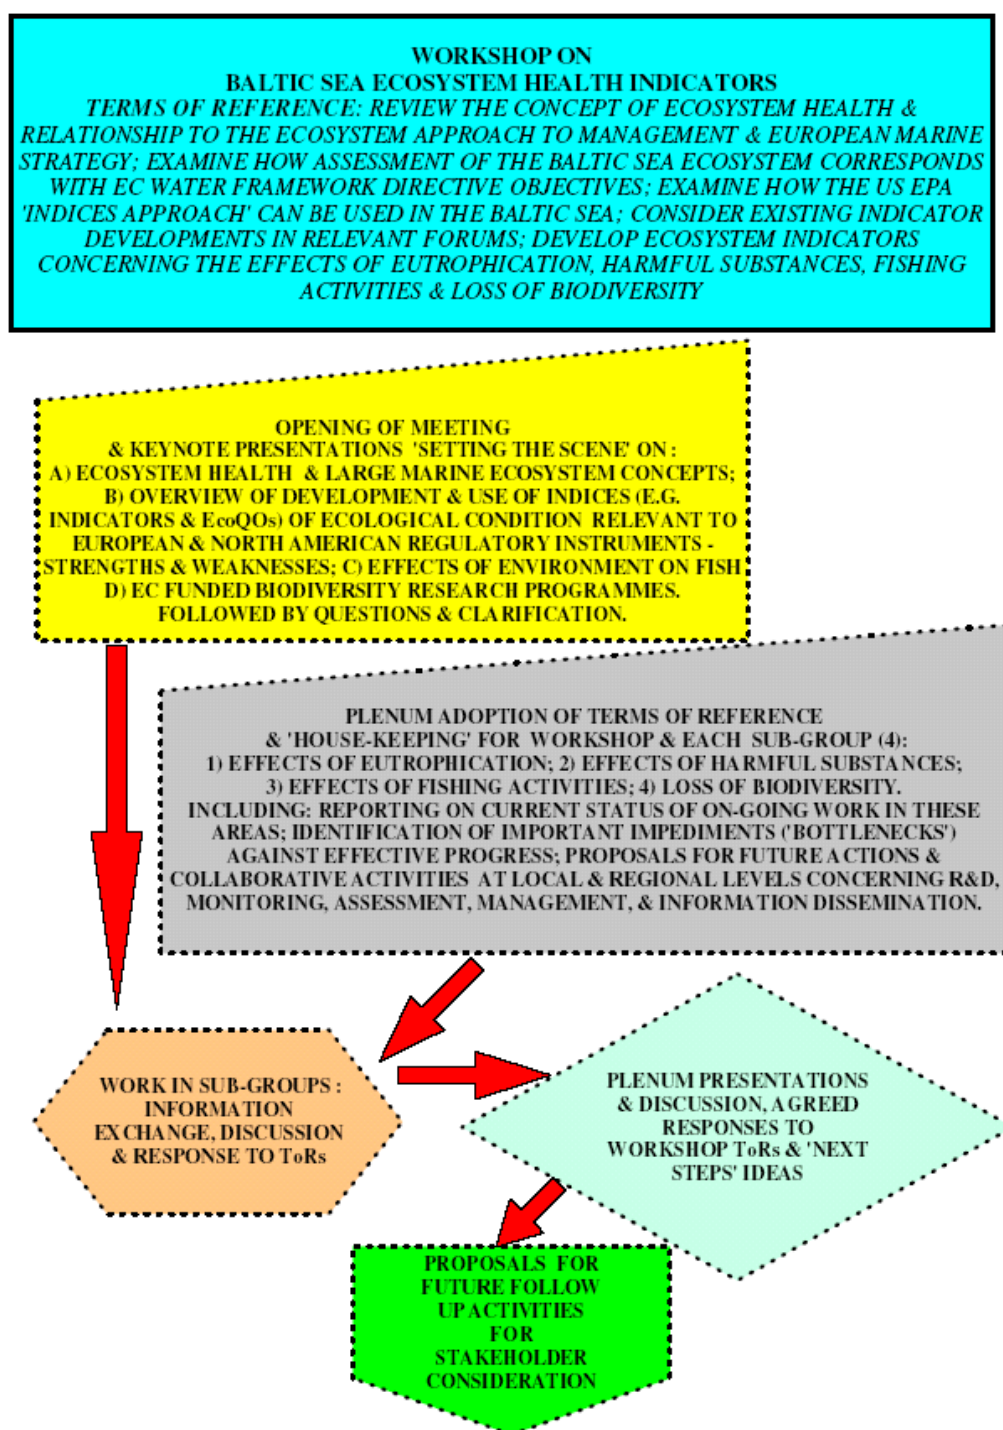 WORKSHOP ON
BALTIC SEA ECOSYSTEM HEALTH INDICATORS
TERMS OF REFERENCE: REVIEW THE CONCEPT OF ECOSYSTEM HEALTH &
RELATIONSHIP TO THE ECOSYSTEM APPROACH TO MANAGEMENT & EUROPEAN MARINE
STRATEGY; EXAMINE HOW ASSESSMENT OF THE BALTIC SEA ECOSYSTEM CORRESPONDS
WITH EC WATER FRAMEWORK DIRECTIVE OBJECTIVES; EXAMINE HOW THE US EPA
'INDICES APPROACH' CAN BE USED IN THE BALTIC SEA; CONSIDER EXISTING INDICATOR
DEVELOPMENTS IN RELEVANT FORUMS; DEVELOP ECOSYSTEM INDICATORS
CONCERNING THE EFFECTS OF EUTROPHICATION, HARMFUL SUBSTANCES, FISHING
ACTIVITIES & LOSS OF BIODIVERSITY
OPENING OF MEETING
& KEYNOTE PRESENTATIONS 'SETTING THE SCENE' ON :
A) ECOSYSTEM HEALTH & LARGE MARINE ECOSYSTEM CONCEPTS;
B) OVERVIEW OF DEVELOPMENT & USE OF INDICES (E.G.
INDICATORS & EcoQOs) OF ECOLOGICAL CONDITION RELEVANT TO
EUROPEAN & NORTH AMERICAN REGULATORY INSTRUMENTS -
STRENGTHS & WEAKNESSES; C) EFFECTS OF ENVIRONMENT ON FISH
D) EC FUNDED BIODIVERSITY RESEARCH PROGRAMMES.
FOLLOWED BY QUESTIONS & CLARIFICATION.
PLENUM ADOPTION OF TERMS OF REFERENCE
& 'HOUSE-KEEPING' FOR WORKSHOP & EACH SUB-GROUP (4):
1) EFFECTS OF EUTROPHICATION; 2) EFFECTS OF HARMFUL SUBSTANCES;
3) EFFECTS OF FISHING ACTIVITIES; 4) LOSS OF BIODIVERSITY.
INCLUDING: REPORTING ON CURRENT STATUS OF ON-GOING WORK IN THESE
AREAS; IDENTIFICATION OF IMPORTANT IMPEDIMENTS ('BOTTLENECKS')
AGAINST EFFECTIVE PROGRESS; PROPOSALS FOR FUTURE ACTIONS &
COLLABORATIVE ACTIVITIES AT LOCAL & REGIONAL LEVELS CONCERNING R&D,
MONITORING, ASSESSMENT, MANAGEMENT, & INFORMATION DISSEMINATION.
WORK IN SUB-GROUPS :
INFORMATION
EXCHANGE, DISCUSSION
& RESPONSE TO ToRs
PLENUM PRESENTATIONS
& DISCUSSION, AGREED
RESPONSES TO
WORKSHOP ToRs & 'NEXT
STEPS' IDEAS
PROPOSALS FOR
FUTURE FOLLOW
UP ACTIVITIES
FOR
STAKEHOLDER
CONSIDERATION